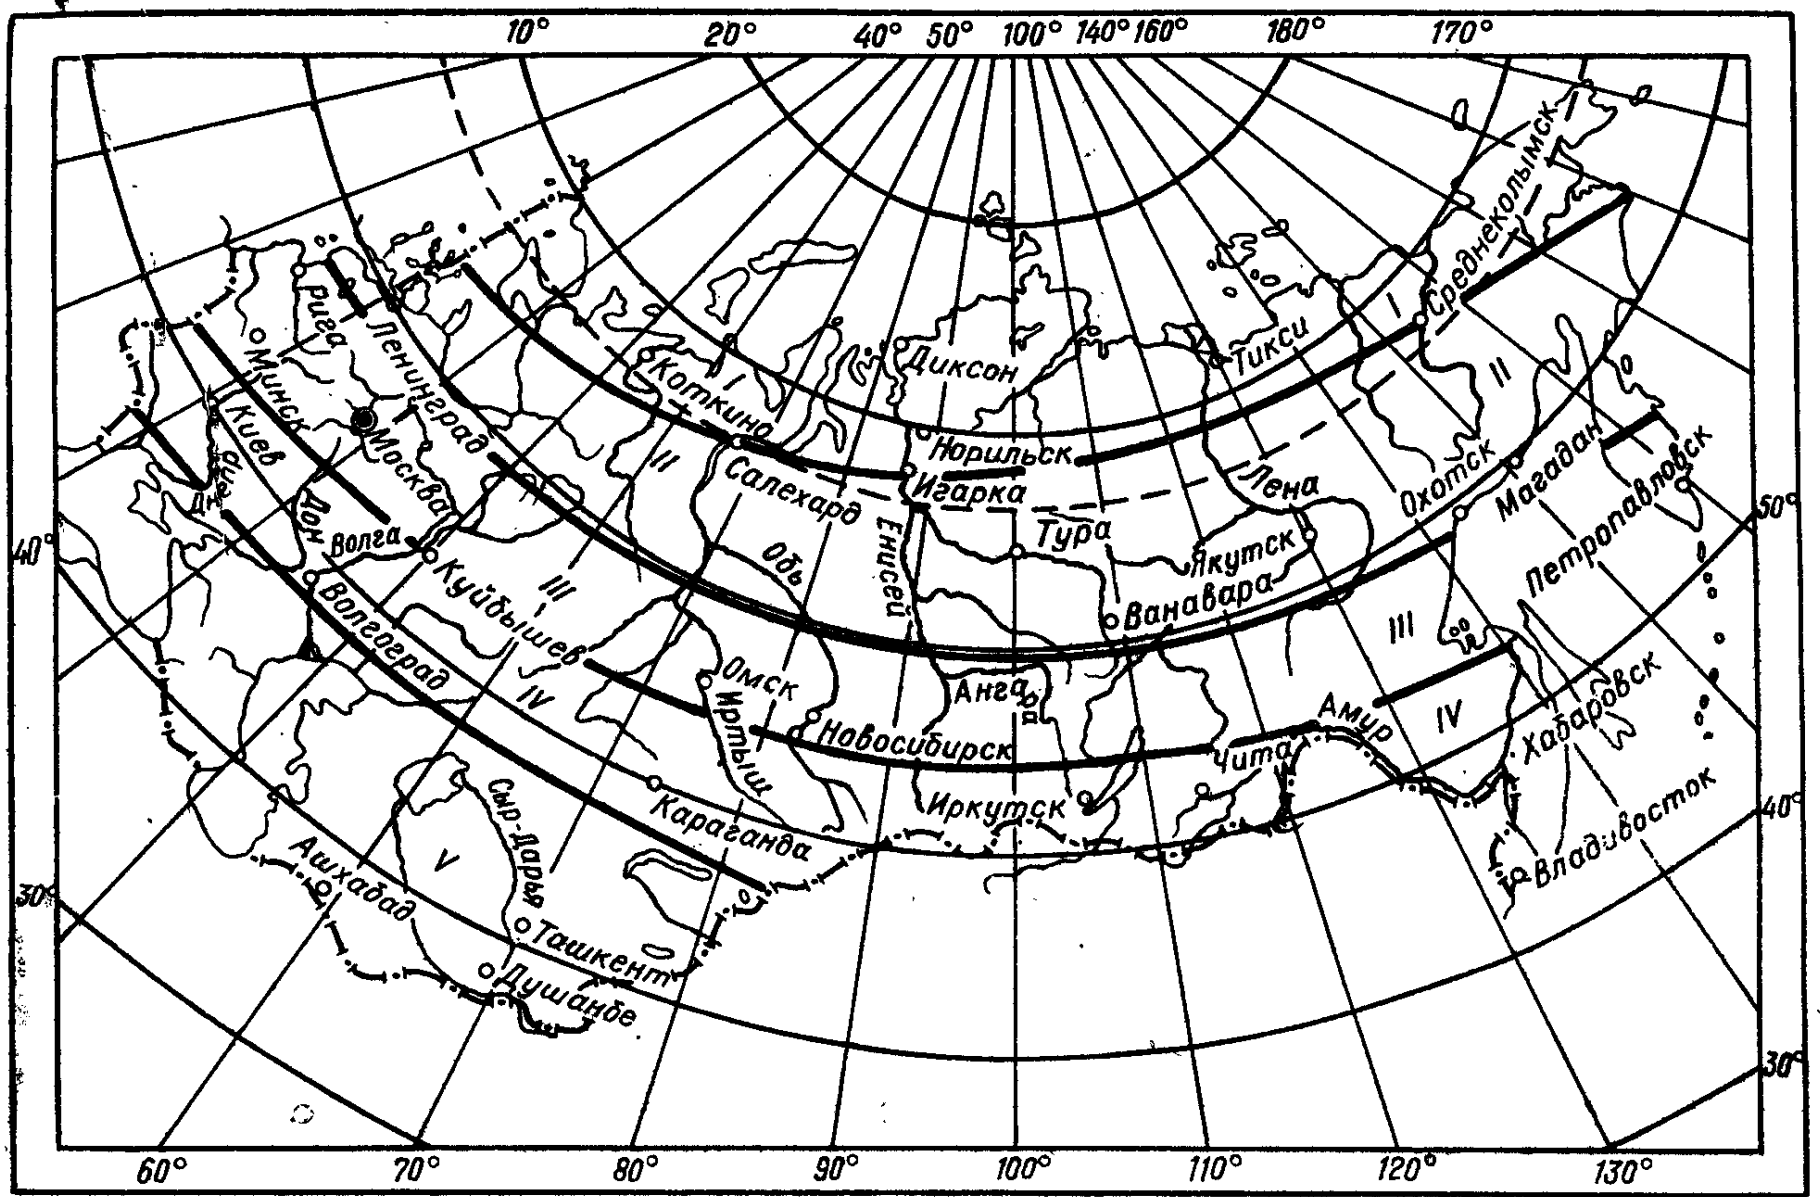 10° 20° 40° 50° 100° 140° 160° 180° 170°
Среднеколымск
I
Рига
Ленинград
Минск
Киев
Москва
Коткино
I
Диксон
Тикси
II
II
Норильск
Салехард
Игарка
Лена
Охотск
Магадан
Петропавловск
50°
40°
Днепр
Дон
Волга
Обь
Енисей
Тура
Якутск
Ванавара
Куйбышев
III
III
Волгоград
IV
Омск
Иртыш
Ангара
Новосибирск
Чита
Амур
IV
Хабаровск
Иркутск
Караганда
Сыр-Дарья
V
Ашхабад
Владивосток
40°
30°
Ташкент
Душанбе
30°
60° 70° 80° 90° 100° 110° 120° 130°